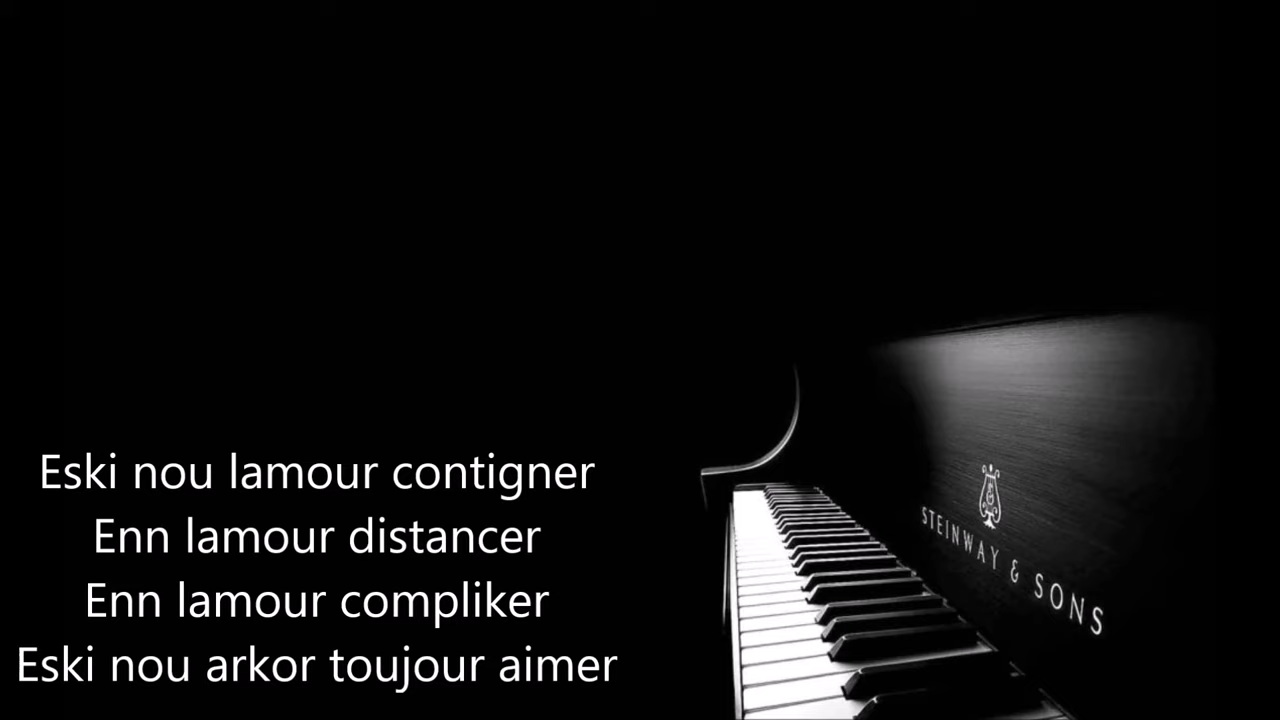 Eski nou lamour contigner
Enn lamour distancer
Enn lamour compliker
Eski nou arkor toujour aimer
STEINWAY & SONS